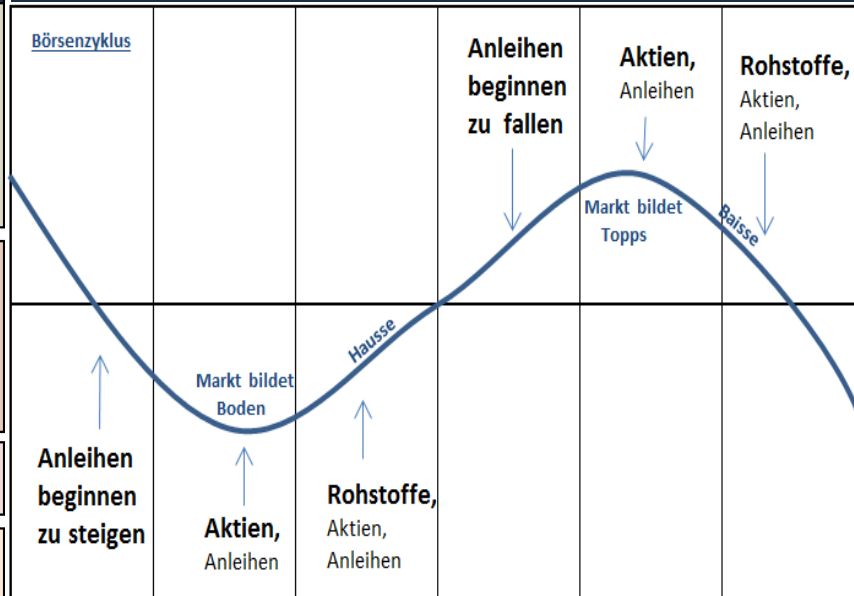 Börsenzyklus
Anleihen
beginnen
zu fallen
Aktien,
Anleihen
Rohstoffe,
Aktien,
Anleihen
Markt bildet
Topps
Baisse
Hausse
Markt bildet
Boden
Anleihen
beginnen
zu steigen
Aktien,
Anleihen
Rohstoffe,
Aktien,
Anleihen